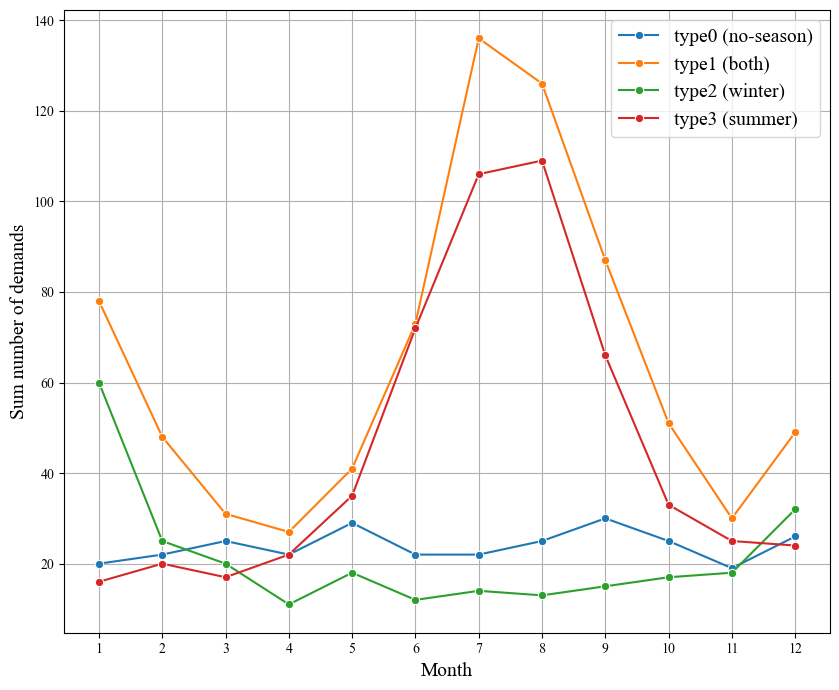 140
120
100
80
60
40
20
Sum number of demands
type0 (no-season)
type1 (both)
type2 (winter)
type3 (summer)
1 2 3 4 5 6 7 8 9 10 11 12
Month